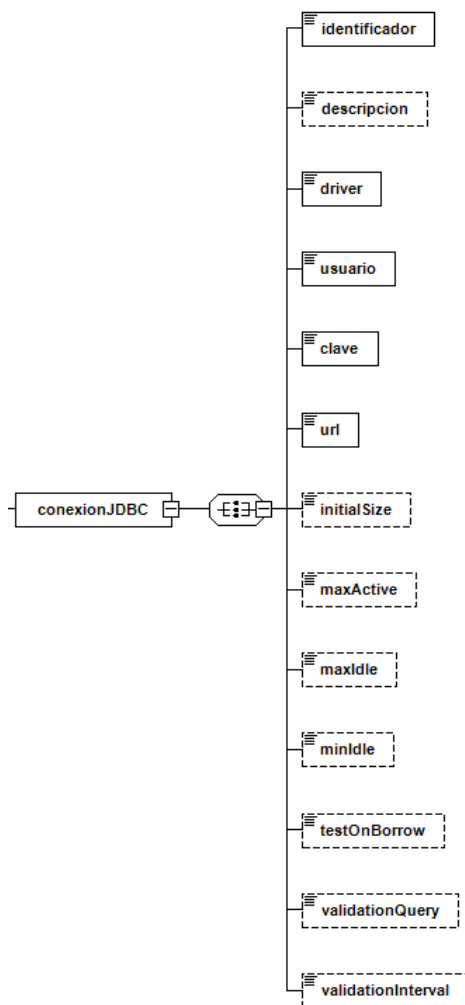 identificador
descripcion
driver
usuario
clave
url
conexionJDBC
initialSize
maxActive
maxIdle
minIdle
testOnBorrow
validationQuery
validationInterval